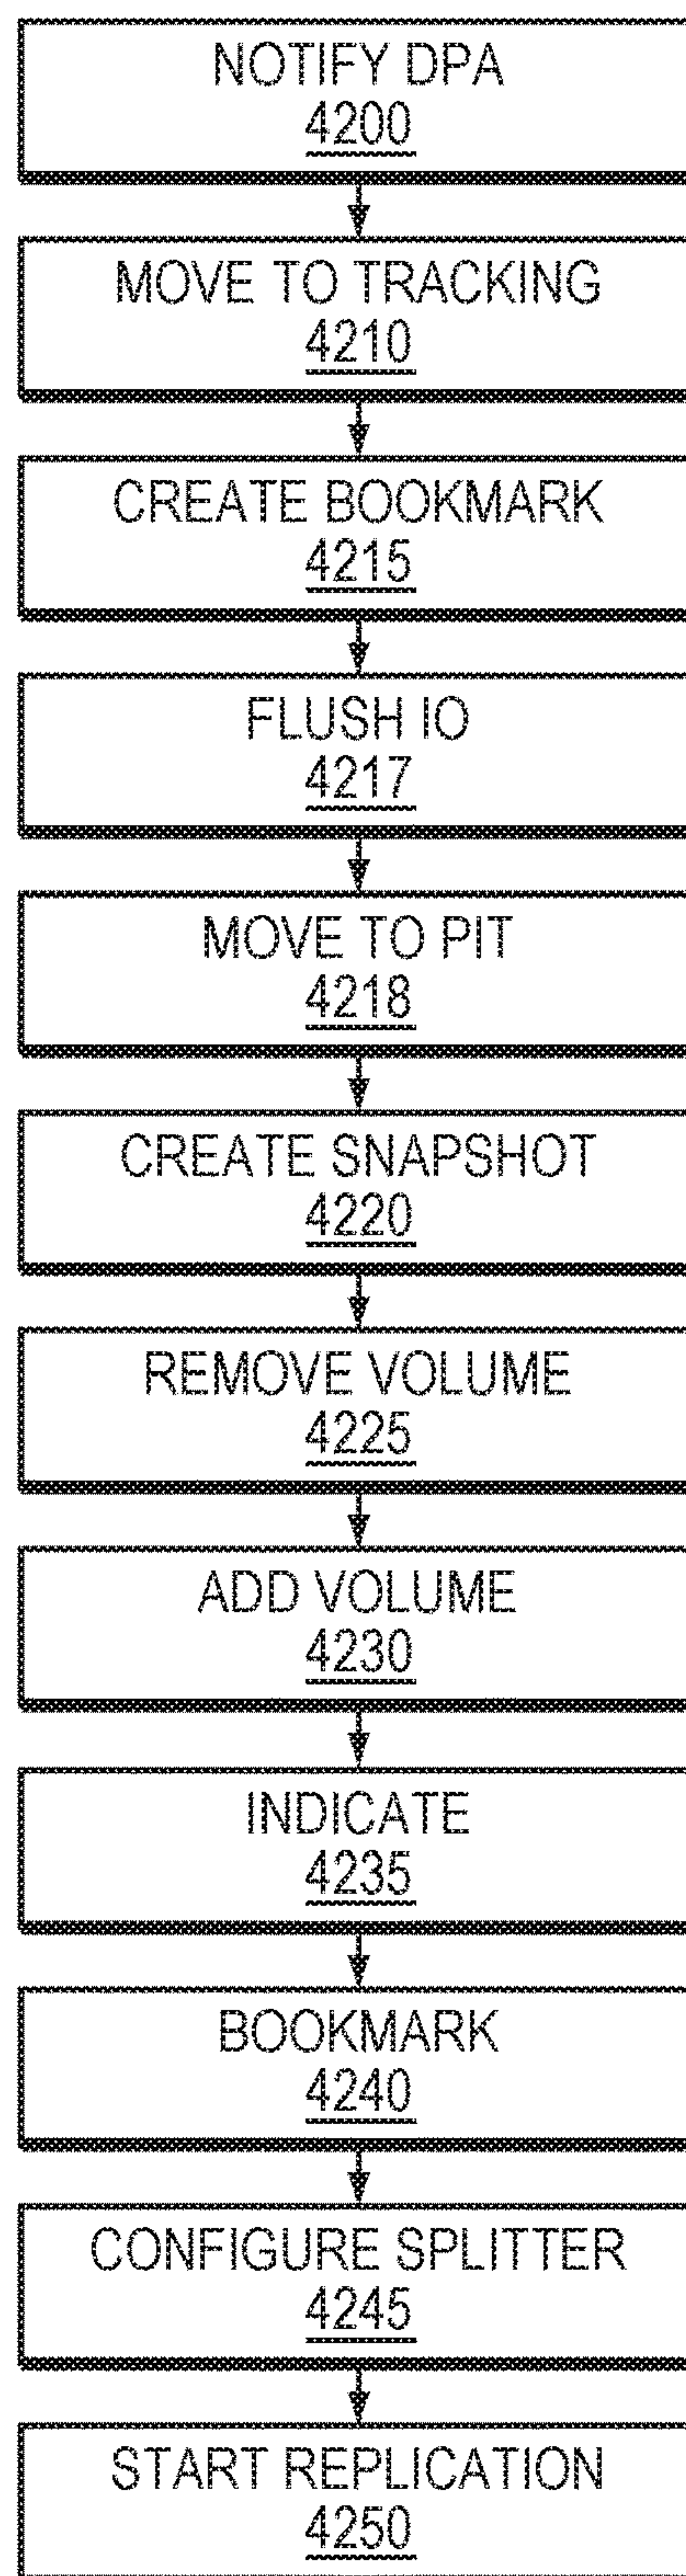 NOTIFY DPA
4200
MOVE TO TRACKING
4210
CREATE BOOKMARK
4215
FLUSH IO
4217
MOVE TO PIT
4218
CREATE SNAPSHOT
4220
REMOVE VOLUME
4225
ADD VOLUME
4230
INDICATE
4235
BOOKMARK
4240
CONFIGURE SPLITTER
4245
START REPLICATION
4250